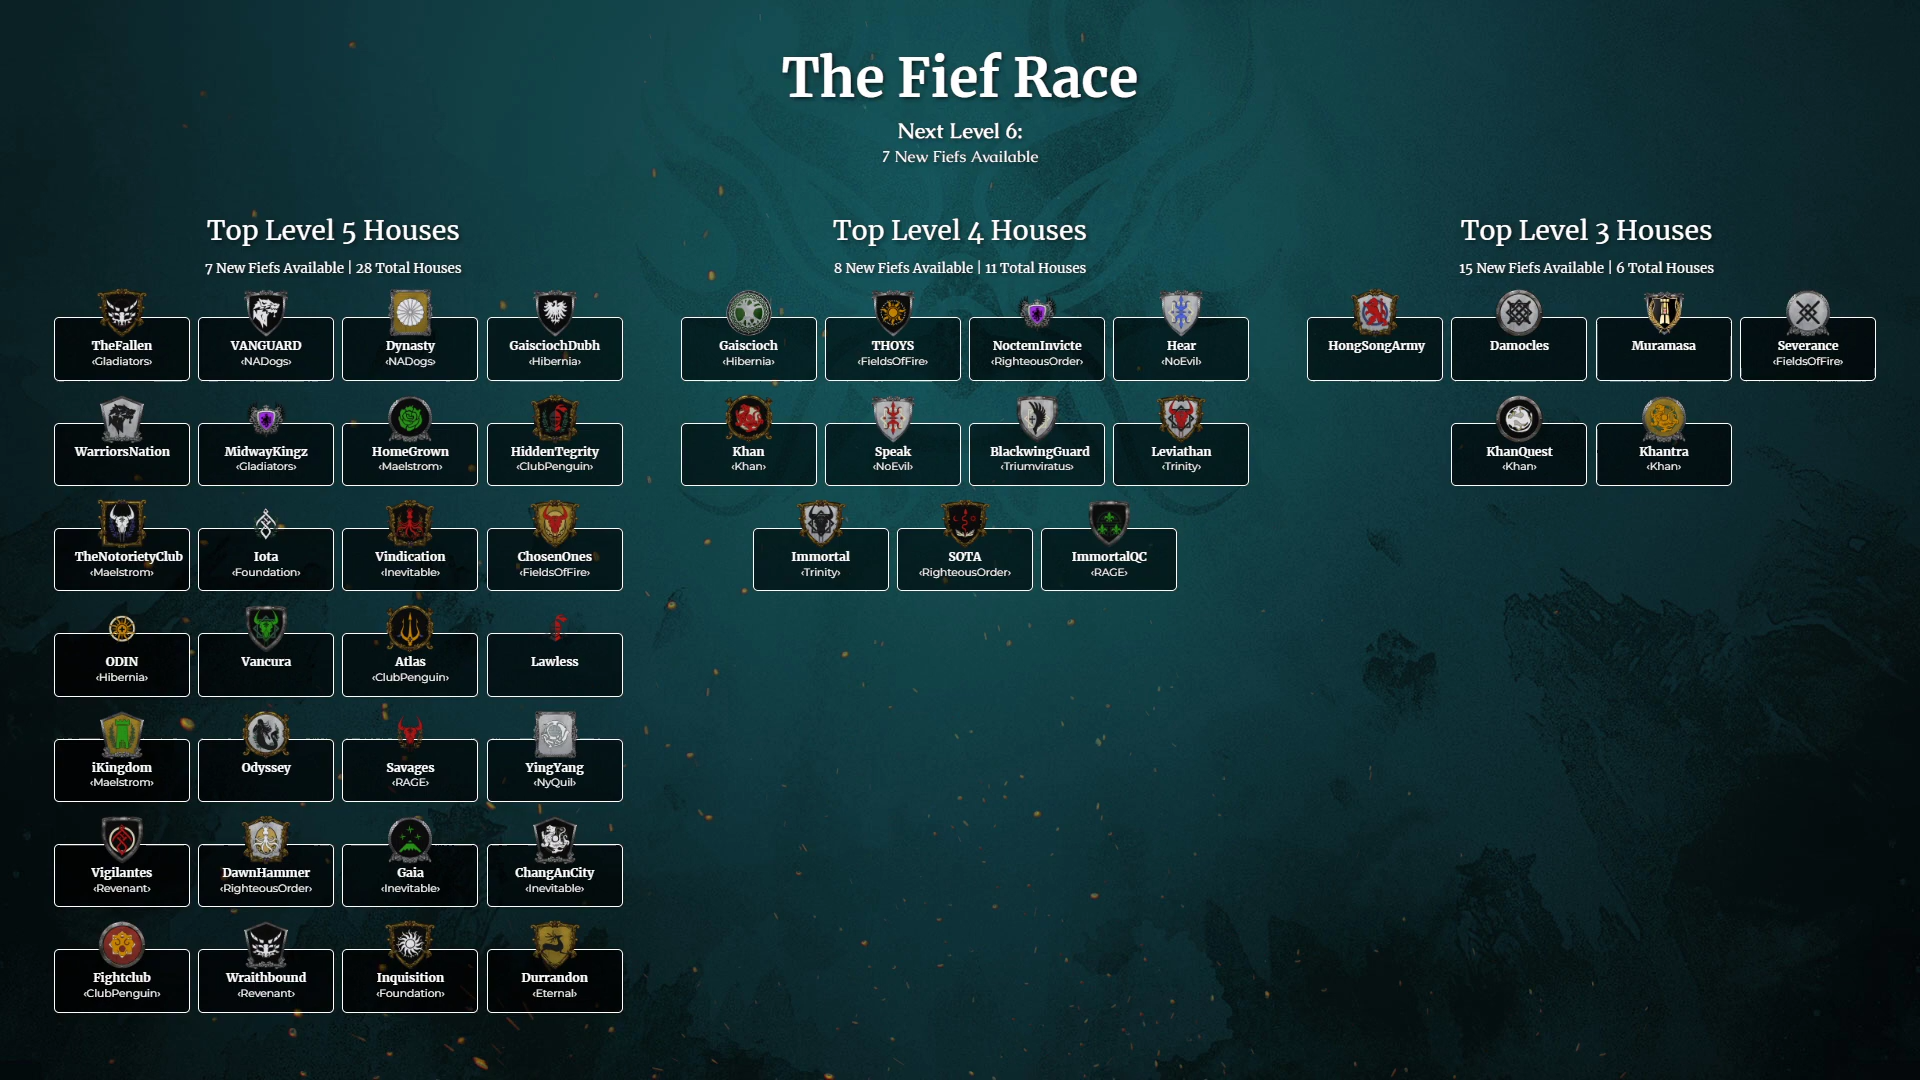 The Fief Race
Next Level 6:
7 New Fiefs Available
Top Level 5 Houses
7 New Fiefs Available | 28 Total Houses
TheFallen
‹Gladiators›
VANGUARD
‹NADogs›
Dynasty
‹NADogs›
GaisciochDubh
‹Hibernia›
WarriorsNation
MidwayKingz
‹Gladiators›
HomeGrown
‹Maelstrom›
HiddenTegrity
‹ClubPenguin›
TheNotorietyClub
‹Maelstrom›
Iota
‹Foundation›
Vindication
‹Inevitable›
ChosenOnes
‹FieldsOfFire›
ODIN
‹Hibernia›
Vancura
Atlas
‹ClubPenguin›
Lawless
iKingdom
‹Maelstrom›
Odyssey
Savages
‹RAGE›
YingYang
‹NyQuil›
Vigilantes
‹Revenant›
DawnHammer
‹RighteousOrder›
Gaia
‹Inevitable›
ChangAnCity
‹Inevitable›
Fightclub
‹ClubPenguin›
Wraithbound
‹Revenant›
Inquisition
‹Foundation›
Durrandon
‹Eternal›
Top Level 4 Houses
8 New Fiefs Available | 11 Total Houses
Gaiscioch
‹Hibernia›
THOYS
‹FieldsOfFire›
NoctemInvicte
‹RighteousOrder›
Hear
‹NoEvil›
Khan
‹Khan›
Speak
‹NoEvil›
BlackwingGuard
‹Triumviratus›
Leviathan
‹Trinity›
Immortal
‹Trinity›
SOTA
‹RighteousOrder›
ImmortalQC
‹RAGE›
Top Level 3 Houses
15 New Fiefs Available | 6 Total Houses
HongSongArmy
Damocles
Muramasa
Severance
‹FieldsOfFire›
KhanQuest
‹Khan›
Khantra
‹Khan›